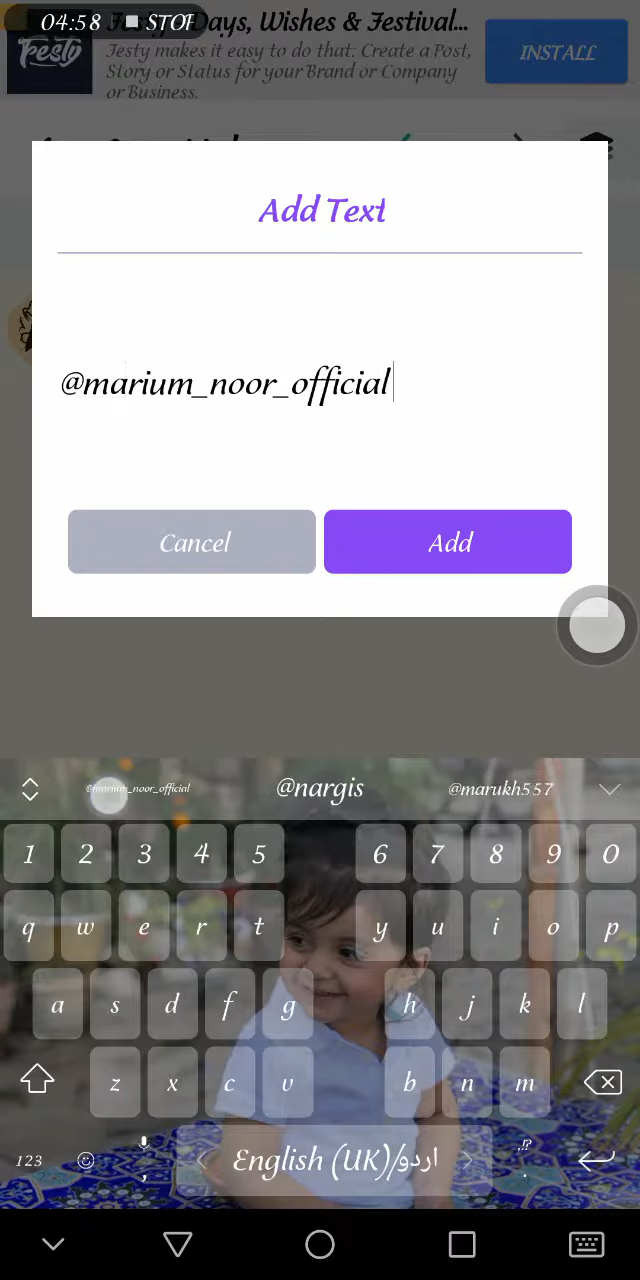 04:58 STOP
Days, Wishes & Festival...
Festy
Festy makes it easy to do that: Create a Post,
Story or Status for your Brand or Company
or Business.
INSTALL
Add Text
@marium_noor_official
Cancel
Add
@marium_noor_official
@nargis
@marukh557
1 2 3 4 5 6 7 8 9 0
q w e r t y u i o p
a s d f g h j k l
z x c v b n m
123 , English (UK)/اردو !? .